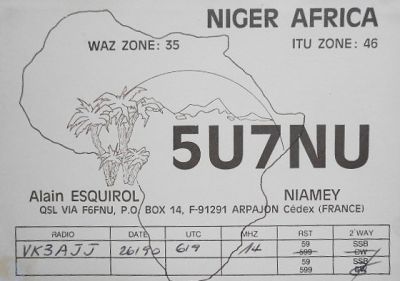 NIGER AFRICA
WAZ ZONE: 35 ITU ZONE: 46
5U7NU
Alain ESQUIROL NIAMEY
QSL VIA F6FNU, P.O. BOX 14, F-91291 ARPAJON Cédex (FRANCE)
RADIO DATE UTC MHZ RST 2 WAY
VK3AJJ 26190 619 14 59 SSB
599 CW
59 SSB
599 CW